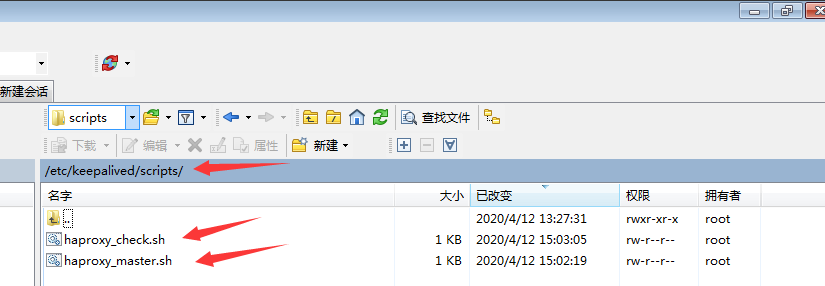 新建会话
scripts
查找文件
下载 编辑 属性 新建
/etc/keepalived/scripts/
名字 大小 已改变 权限 拥有者
.. 2020/4/12 13:27:31 rwxr-xr-x root
haproxy_check.sh 1 KB 2020/4/12 15:03:05 rw-r--r-- root
haproxy_master.sh 1 KB 2020/4/12 15:02:19 rw-r--r-- root